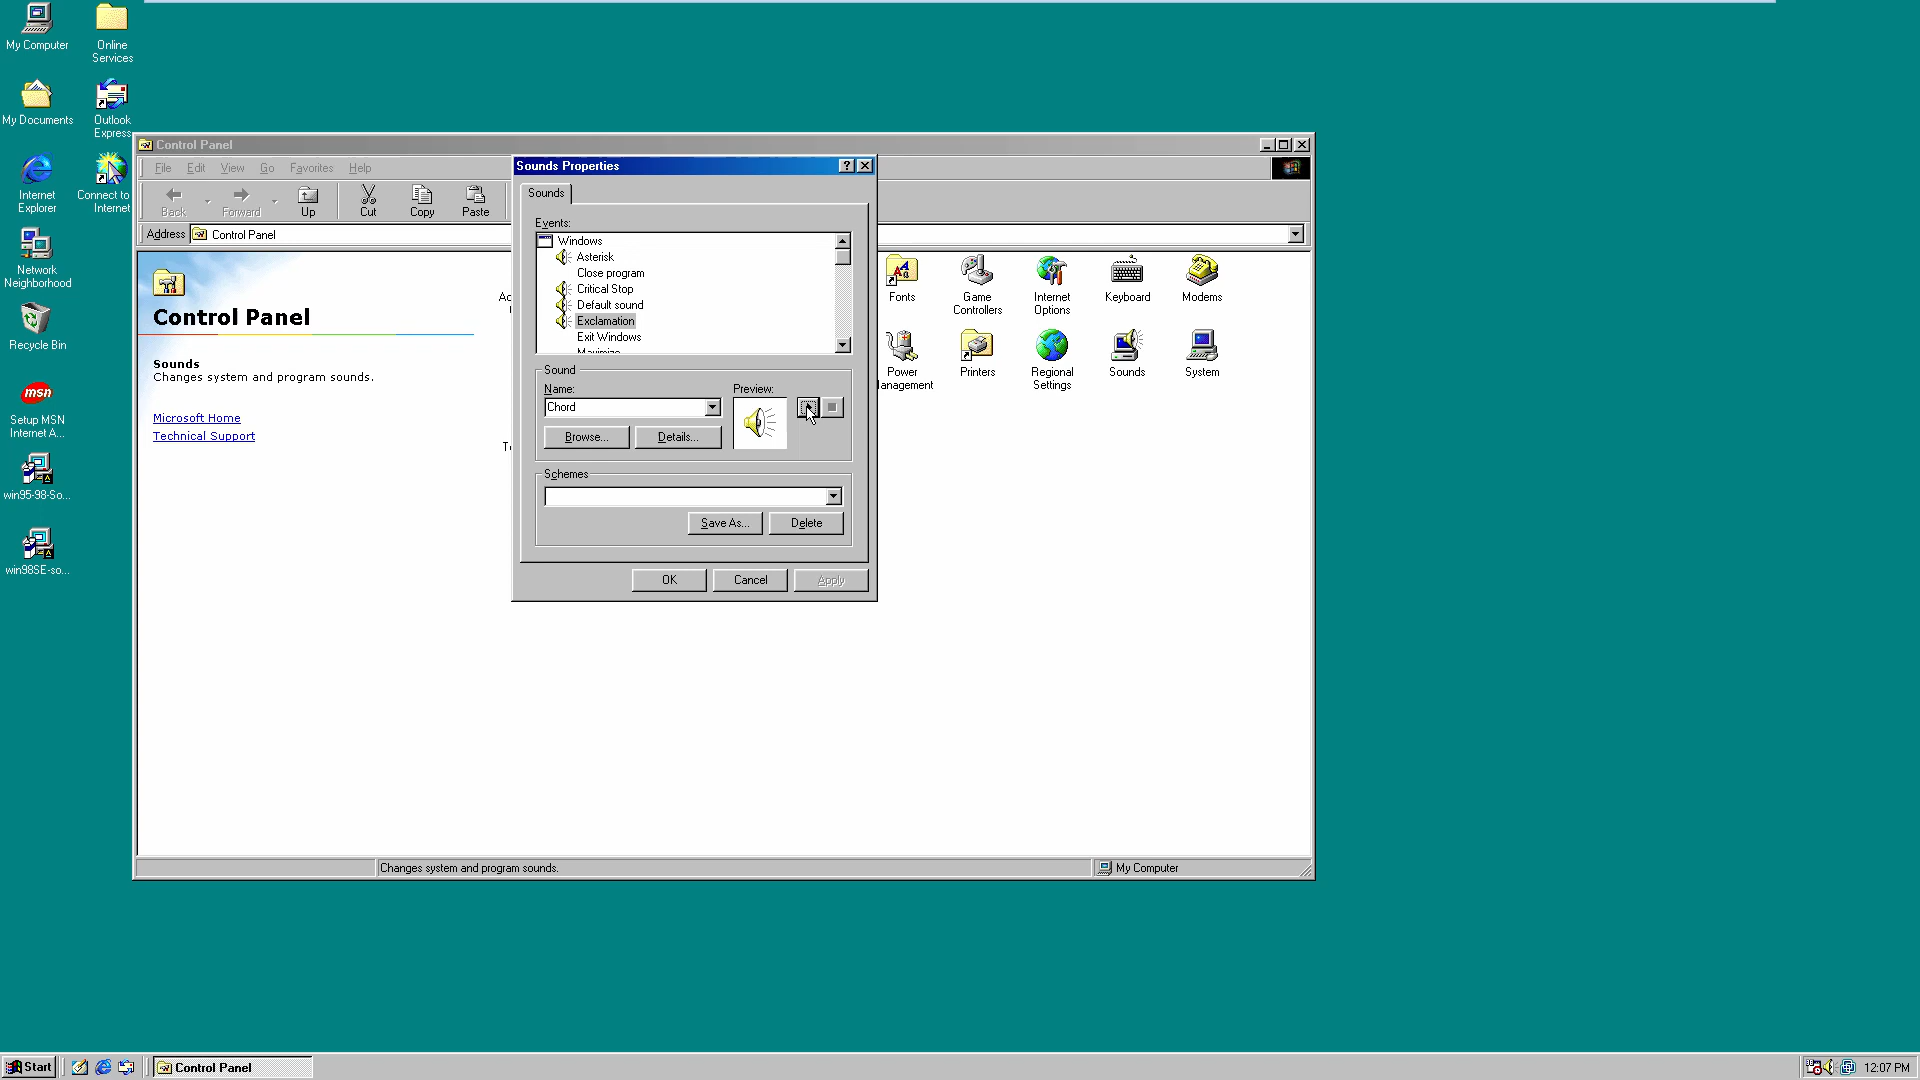 My Computer
Online
Services
My Documents
Outlook
Express
Internet
Explorer
Connect to
Internet
Network
Neighborhood
Recycle Bin
msn
Setup MSN
Internet A...
win95-98-So...
win98SE-so...
Control Panel
File Edit View Go Favorites Help
Back Forward Up Cut Copy Paste
Address Control Panel
Control Panel
Sounds
Changes system and program sounds.
Microsoft Home
Technical Support
Sounds Properties
Sounds
Events:
Windows
Asterisk
Close program
Critical Stop
Default sound
Exclamation
Exit Windows
Sound
Name:
Preview:
Chord
Browse... Details...
Schemes
Save As... Delete
OK Cancel Apply
Fonts
Game
Controllers
Internet
Options
Keyboard
Modems
Power
Printers
Regional
Settings
Sounds
System
Changes system and program sounds.
My Computer
Start
Control Panel
12:07 PM